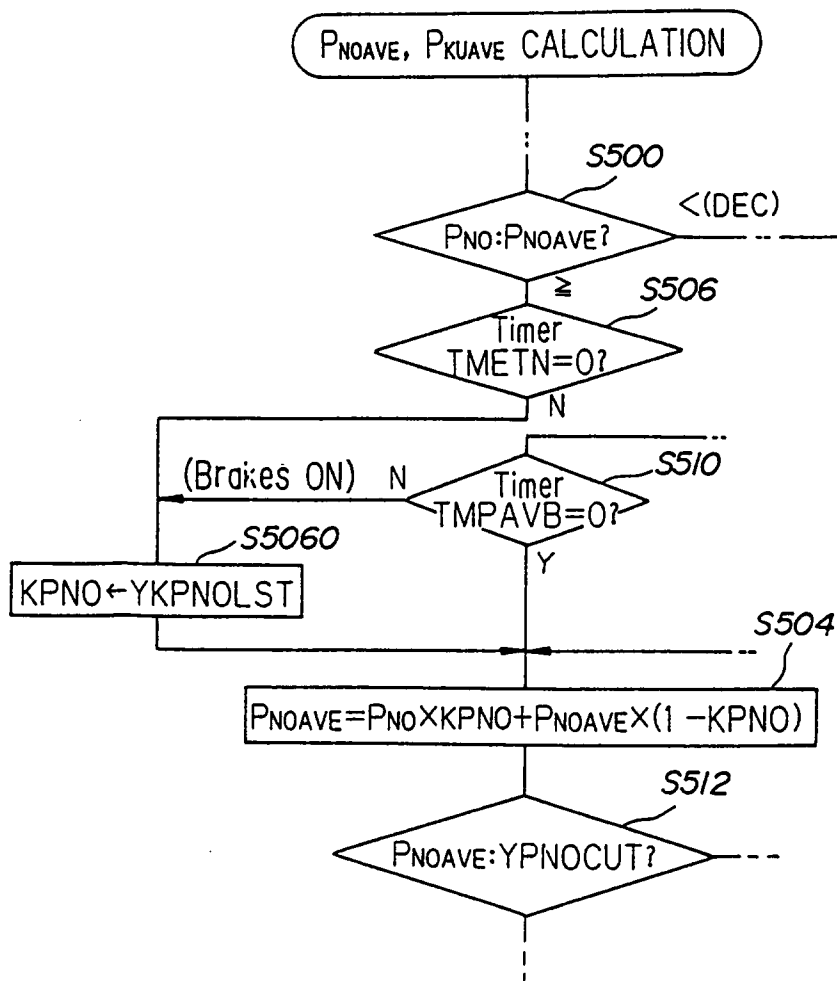 PNOAVE, PKUAVE CALCULATION
S500
<(DEC)
PNO:PNOAVE?
≧
S506
Timer
TMETN=0?
N
(Brakes ON) N
S510
Timer
TMPAVB=0?
Y
S5060
KPNO←YKPNOLST
S504
PNOAVE=PNO×KPNO+PNOAVE×(1-KPNO)
S512
PNOAVE:YPNOCUT?